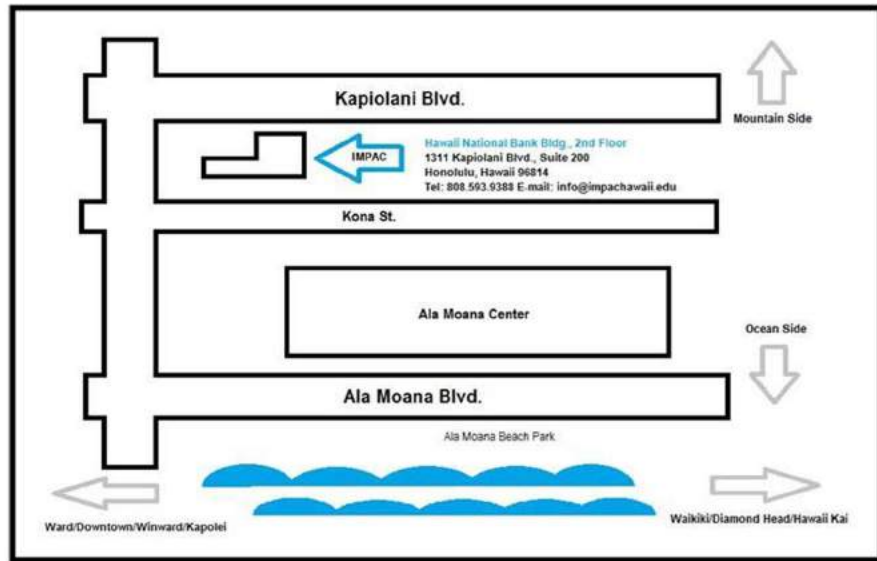 Kapiolani Blvd.
Mountain Side
IMPAC
Hawaii National Bank Bldg., 2nd Floor
1311 Kapiolani Blvd., Suite 200
Honolulu, Hawaii 96814
Tel: 808.593.9388 E-mail: info@impachawaii.edu
Kona St.
Ala Moana Center
Ocean Side
Ala Moana Blvd.
Ala Moana Beach Park
Ward/Downtown/Winward/Kapolei
Waikiki/Diamond Head/Hawaii Kai